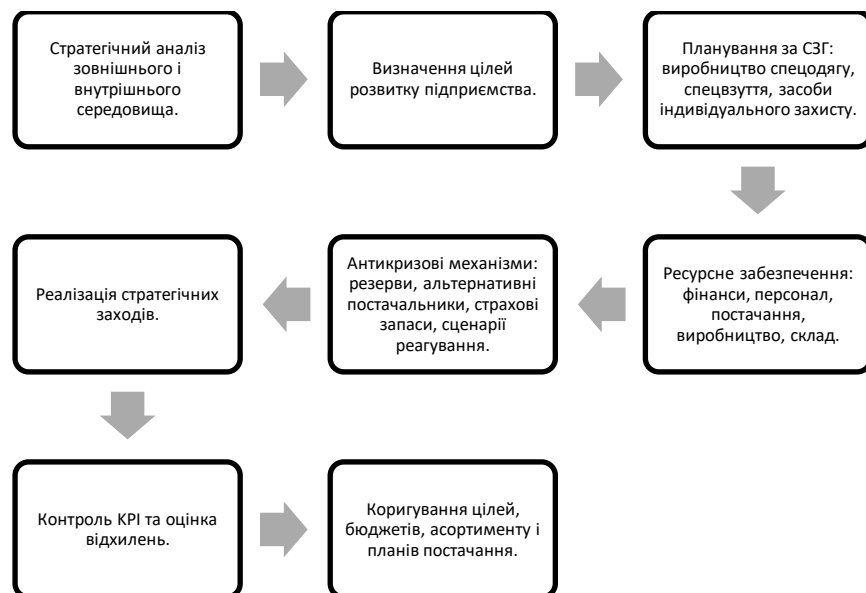 Стратегічний аналіз
зовнішнього і
внутрішнього
середовища.
Визначення цілей
розвитку підприємства.
Планування за СЗГ:
виробництво спецодягу,
спецвзуття, засоби
індивідуального захисту.
Ресурсне забезпечення:
фінанси, персонал,
постачання,
виробництво, склад.
Антикризові механізми:
резерви, альтернативні
постачальники, страхові
запаси, сценарії
реагування.
Реалізація стратегічних
заходів.
Контроль KPI та оцінка
відхилень.
Коригування цілей,
бюджетів, асортименту і
планів постачання.